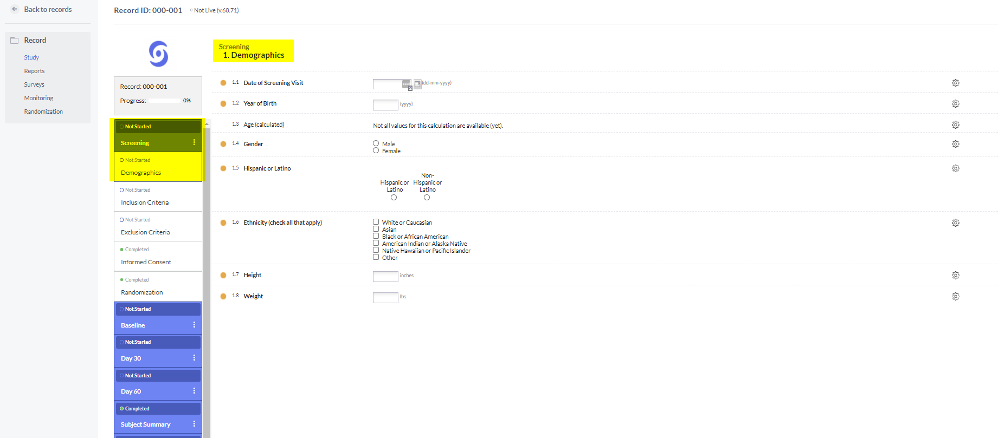 Back to records
Record ID: 000-001
Not Live (v.68.71)
Record
Study
Reports
Surveys
Monitoring
Randomization
Record: 000-001
Progress:
0%
Not Started
Screening
Not Started
Demographics
Not Started
Inclusion Criteria
Not Started
Exclusion Criteria
Completed
Informed Consent
Completed
Randomization
Not Started
Baseline
Not Started
Day 30
Not Started
Day 60
Completed
Subject Summary
Screening
1. Demographics
1.1 Date of Screening Visit
2
(dd-mm-yyyy)
1.2 Year of Birth
(yyyy)
1.3 Age (calculated)
Not all values for this calculation are available (yet).
1.4 Gender
Male
Female
1.5 Hispanic or Latino
Hispanic or
Latino
Non-
Hispanic or
Latino
1.6 Ethnicity (check all that apply)
White or Caucasian
Asian
Black or African American
American Indian or Alaska Native
Native Hawaiian or Pacific Islander
Other
1.7 Height
inches
1.8 Weight
lbs